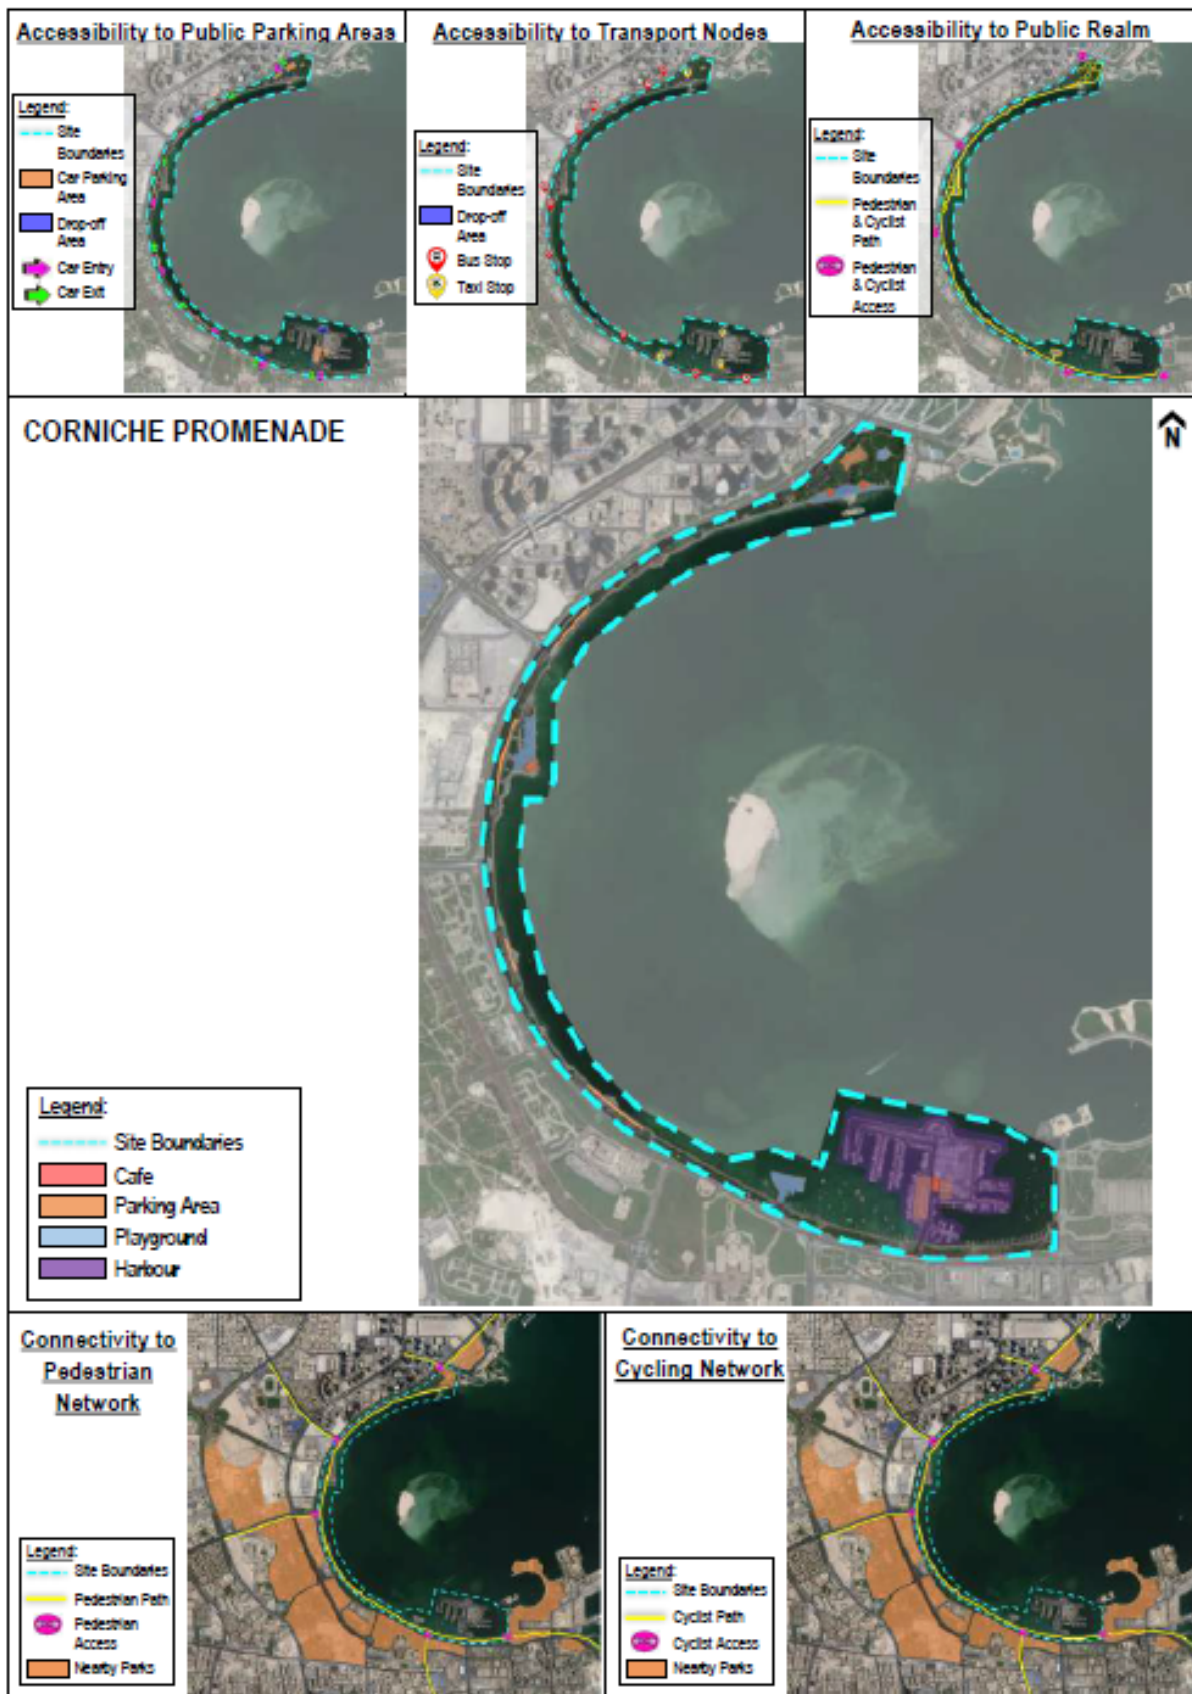 Accessibility to Public Parking Areas
Legend:
Site
Boundaries
Car Parking
Area
Drop-off
Area
Car Entry
Car Exit
Accessibility to Transport Nodes
Legend:
Site
Boundaries
Drop-off
Area
Bus Stop
Taxi Stop
Accessibility to Public Realm
Legend:
Site
Boundaries
Pedestrian
& Cyclist
Path
Pedestrian
& Cyclist
Access
CORNICHE PROMENADE
N
Legend:
Site Boundaries
Cafe
Parking Area
Playground
Harbour
Connectivity to
Pedestrian
Network
Legend:
Site Boundaries
Pedestrian Path
Pedestrian
Access
Nearby Parks
Connectivity to
Cycling Network
Legend:
Site Boundaries
Cyclist Path
Cyclist Access
Nearby Parks